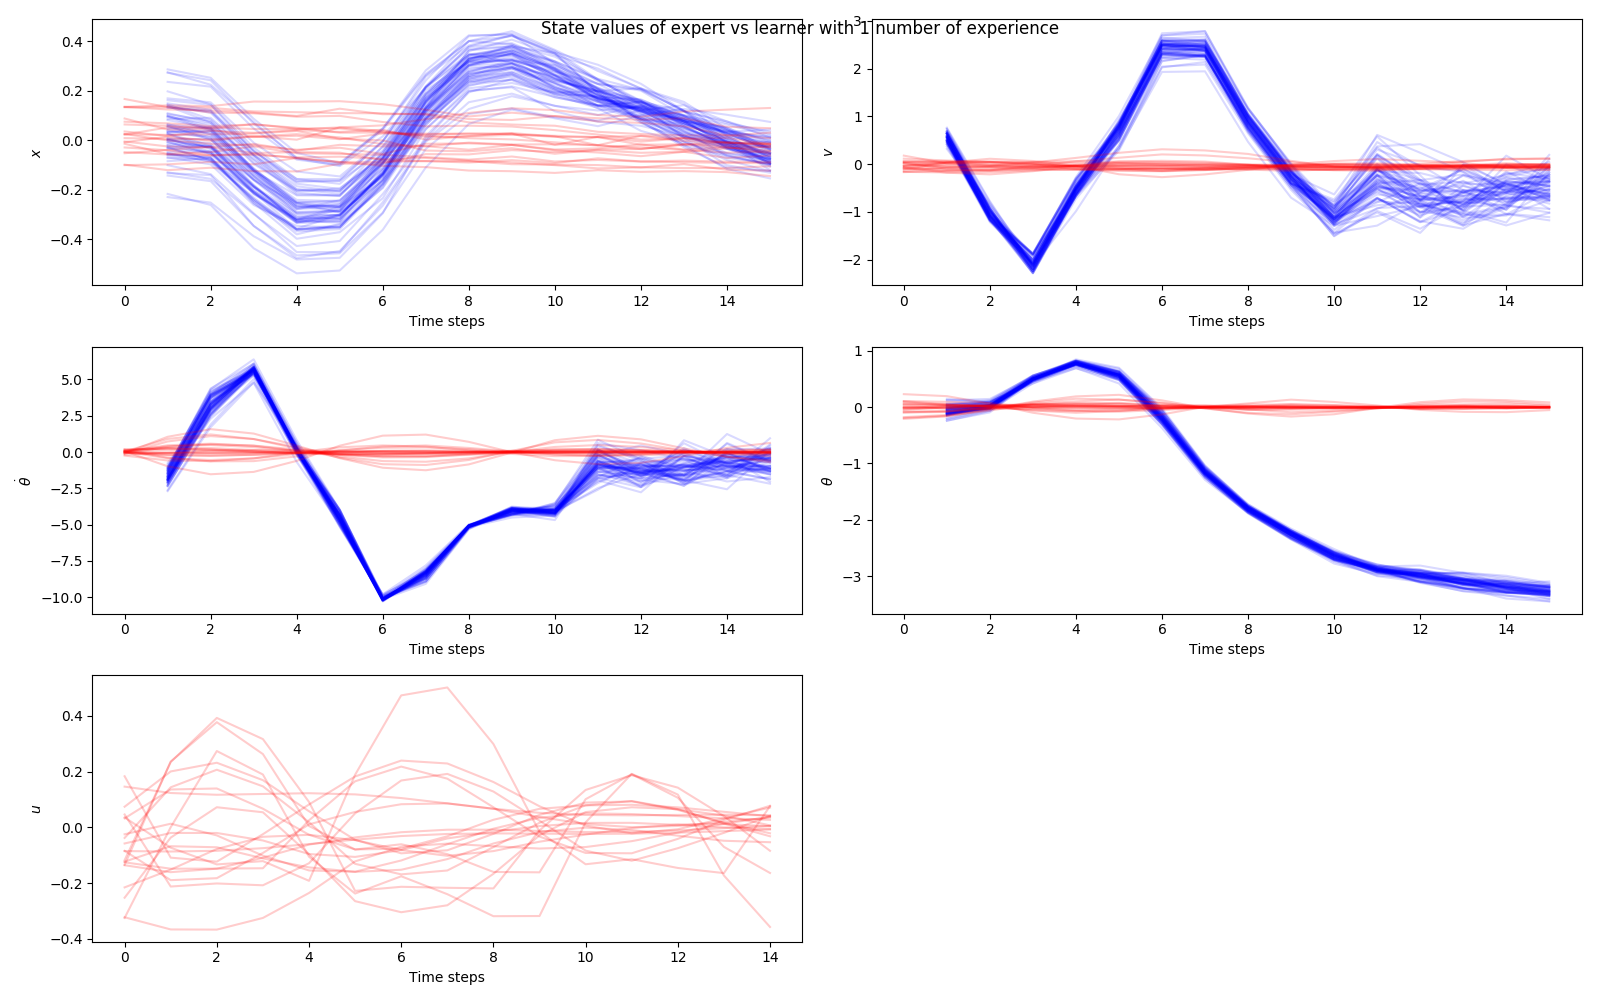 State values of expert vs learner with 1 number of experience
0.4
0.2
0.0
−0.2
−0.4
x
0 2 4 6 8 10 12 14
Time steps
3
2
1
0
−1
−2
v
0 2 4 6 8 10 12 14
Time steps
5.0
2.5
0.0
−2.5
−5.0
−7.5
−10.0
θ̇
0 2 4 6 8 10 12 14
Time steps
1
0
−1
−2
−3
θ
0 2 4 6 8 10 12 14
Time steps
0.4
0.2
0.0
−0.2
−0.4
u
0 2 4 6 8 10 12 14
Time steps